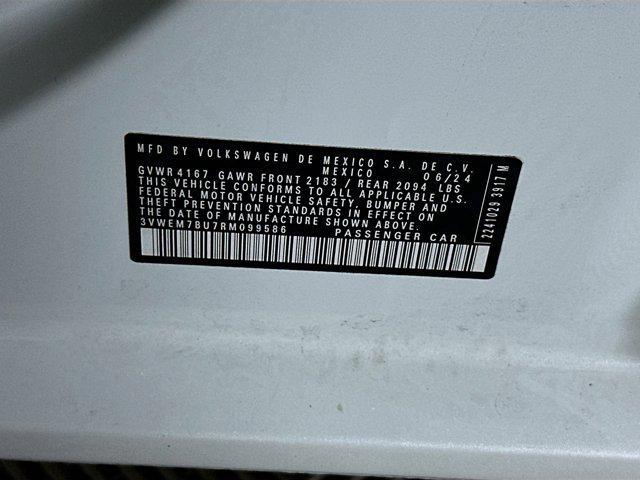 MFD BY VOLKSWAGEN DE MEXICO S.A. DE C.V.
MEXICO 06/24
GVWR 4167 GAWR FRONT 2183 / REAR 2094 LBS
THIS VEHICLE CONFORMS TO ALL APPLICABLE U.S.
FEDERAL MOTOR VEHICLE SAFETY, BUMPER AND
THEFT PREVENTION STANDARDS IN EFFECT ON
THE DATE OF MANUFACTURE SHOWN ABOVE.
3VWEM7BU7RM099586 PASSENGER CAR
2241029 3917 M